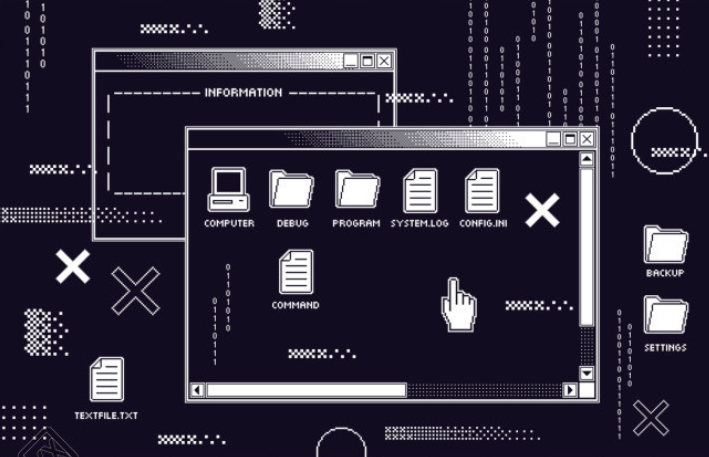 INFORMATION
COMPUTER
DEBUG
PROGRAM
SYSTEM.LOG
CONFIG.INI
COMMAND
BACKUP
SETTINGS
TEXTFILE.TXT